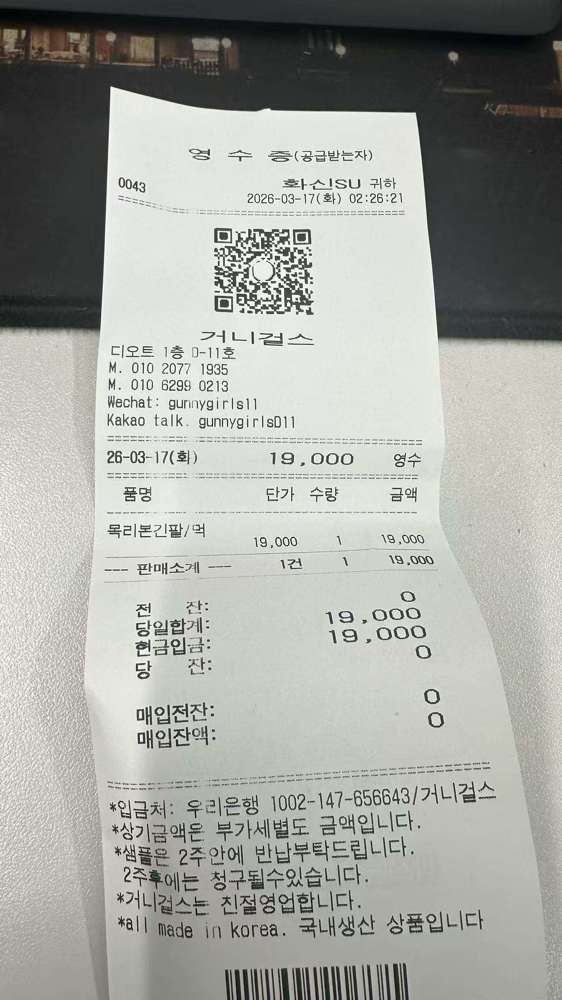 영 수 증(공급받는자)
0043 화신!SU 귀하
2026-03-17(화) 02:26:21
거니걸스
디오트 1층 D-11호
M. 010 2077 1935
M. 010 6299 0213
Wechat: gunnygirls11
Kakao talk. gunnygirlsD11
26-03-17(화) 19,000 영수
품명 단가 수량 금액
목리본긴팔/먹 19,000 1 19,000
--- 판매소계 --- 1건 1 19,000
전 잔: 0
당일합계: 19,000
현금입금: 19,000
당 잔: 0
매입전잔: 0
매입잔액: 0
*입금처: 우리은행 1002-147-656643/거니걸스
*상기금액은 부가세별도 금액입니다.
*샘플은 2주안에 반납부탁드립니다.
2주후에는 청구될수있습니다.
*거니걸스는 친절영업합니다.
*all made in korea. 국내생산 상품입니다